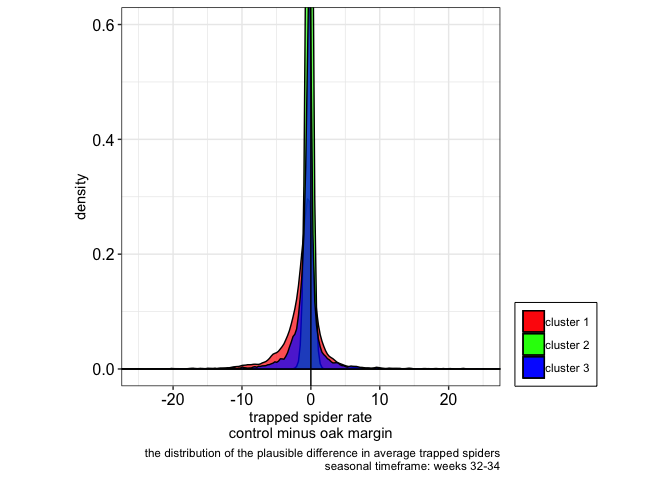 0.6
0.4
0.2
0.0
density
-20
-10
0
10
20
trapped spider rate
control minus oak margin
cluster 1
cluster 2
cluster 3
the distribution of the plausible difference in average trapped spiders
seasonal timeframe: weeks 32-34